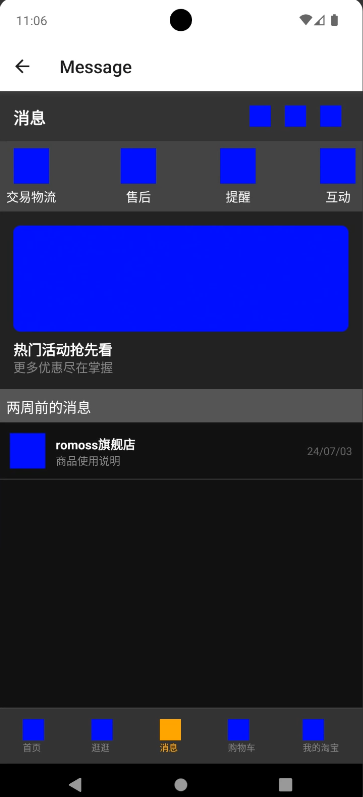 11:06
Message
消息
交易物流 售后 提醒 互动
热门活动抢先看
更多优惠尽在掌握
两周前的消息
romoss旗舰店
24/07/03
商品使用说明
首页 逛逛 消息 购物车 我的淘宝